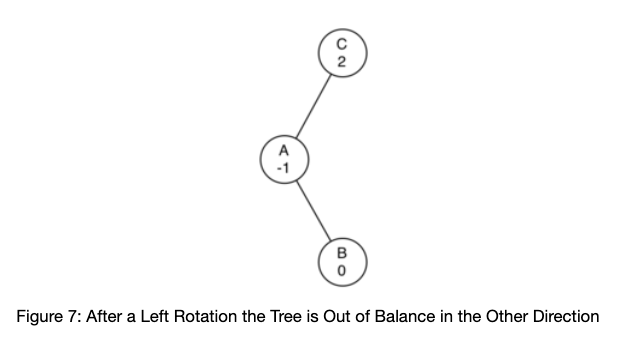 C
2
A
-1
B
0
Figure 7: After a Left Rotation the Tree is Out of Balance in the Other Direction